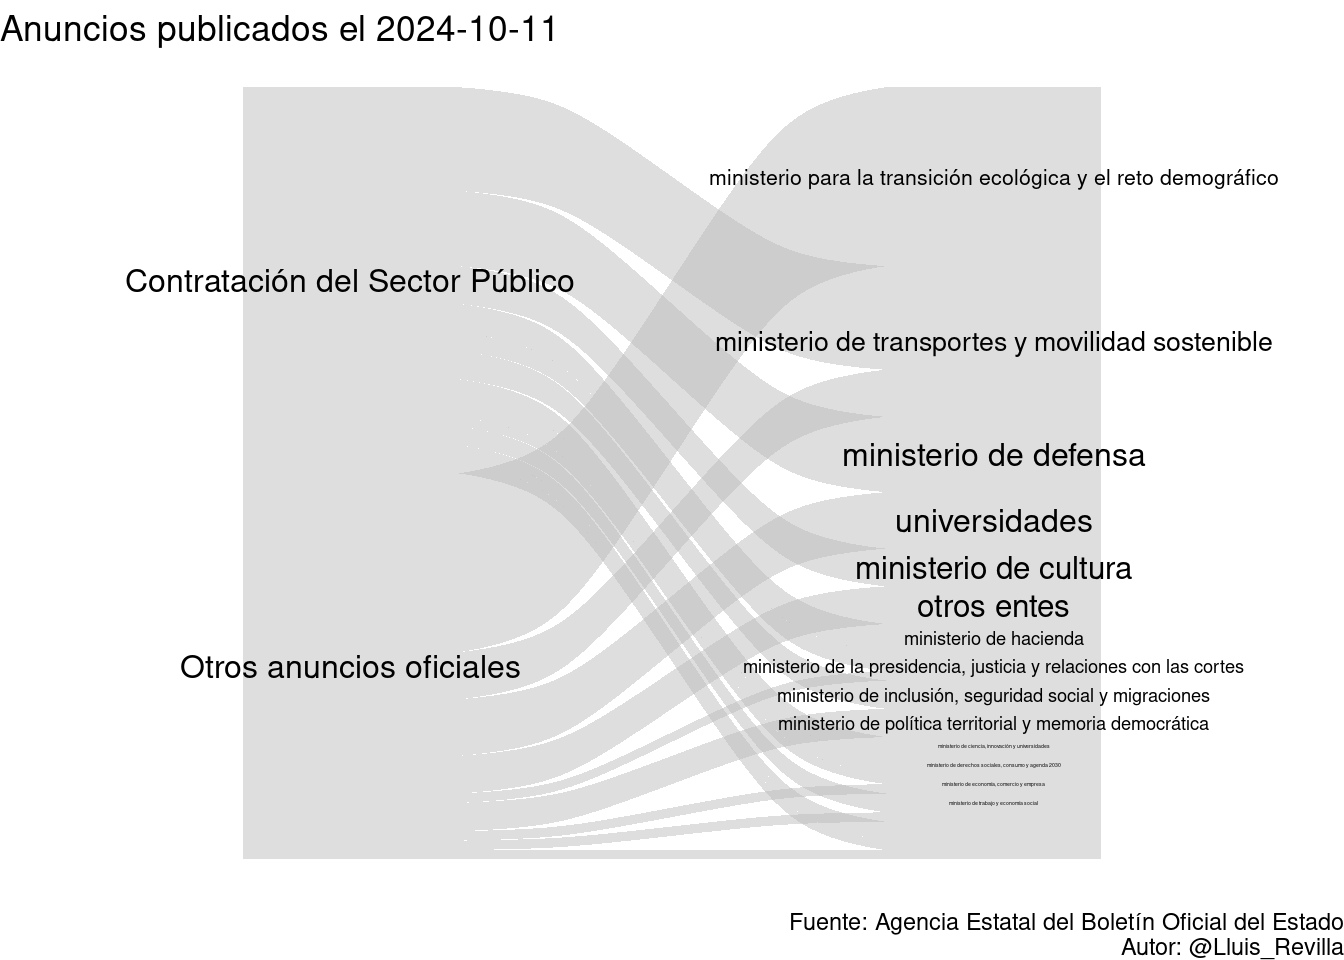 Anuncios publicados el 2024-10-11
Contratación del Sector Público
Otros anuncios oficiales
ministerio para la transición ecológica y el reto demográfico
ministerio de transportes y movilidad sostenible
ministerio de defensa
universidades
ministerio de cultura
otros entes
ministerio de hacienda
ministerio de la presidencia, justicia y relaciones con las cortes
ministerio de inclusión, seguridad social y migraciones
ministerio de política territorial y memoria democrática
ministerio de ciencia, innovación y universidades
ministerio de derechos sociales, consumo y agenda 2030
ministerio de economía, comercio y empresa
ministerio de trabajo y economía social
Fuente: Agencia Estatal del Boletín Oficial del Estado
Autor: @Lluis_Revilla